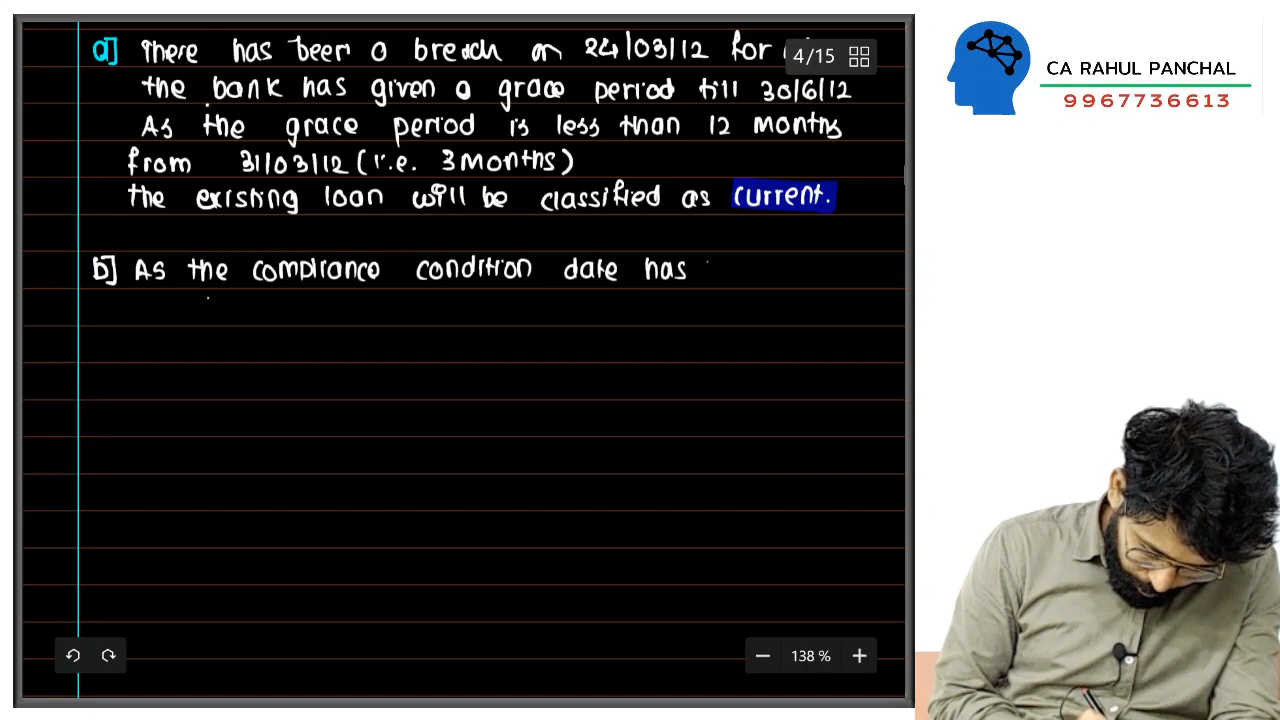 a] There has been a breach on 24/03/12 for
4/15
the bank has given a grace period till 30/6/12
As the grace period is less than 12 months
from 31/03/12 (i.e. 3 months)
the existing loan will be classified as current.
b] As the compliance condition date has
138 %
CA RAHUL PANCHAL
9967736613